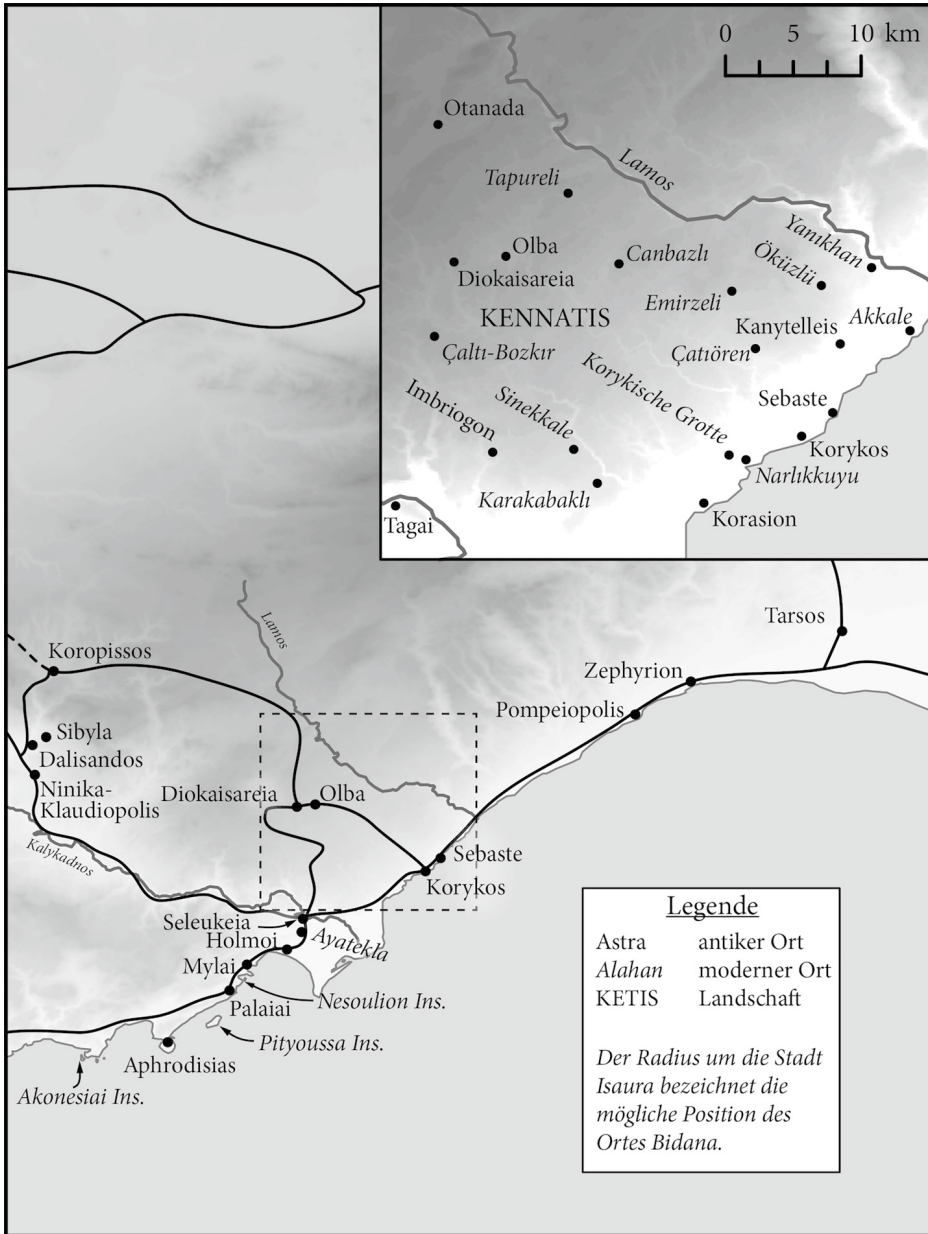 0 5 10 km
Otanada
Lamos
Tapureli
Yanıkhan
Olba
Canbazlı
Öküzlü
Diokaisareia
Emirzeli
KENNATIS
Kanytelleis
Akkale
Çaltı-Bozkır
Çatıören
Korykische Grotte
Imbriogon
Sinekkale
Sebaste
Korykos
Narlıkkuyu
Karakabaklı
Tagai
Korasion
Lamos
Tarsos
Koropissos
Zephyrion
Pompeiopolis
Sibyla
Dalisandos
Ninika-
Klaudiopolis
Diokaisareia
Olba
Kalykadnos
Sebaste
Korykos
Seleukeia
Holmoi
Ayatekla
Mylai
Nesoulion Ins.
Palaiai
Pityoussa Ins.
Aphrodisias
Akonesiai Ins.
Legende
Astra antiker Ort
Alahan moderner Ort
KETIS Landschaft
Der Radius um die Stadt
Isaura bezeichnet die
mögliche Position des
Ortes Bidana.